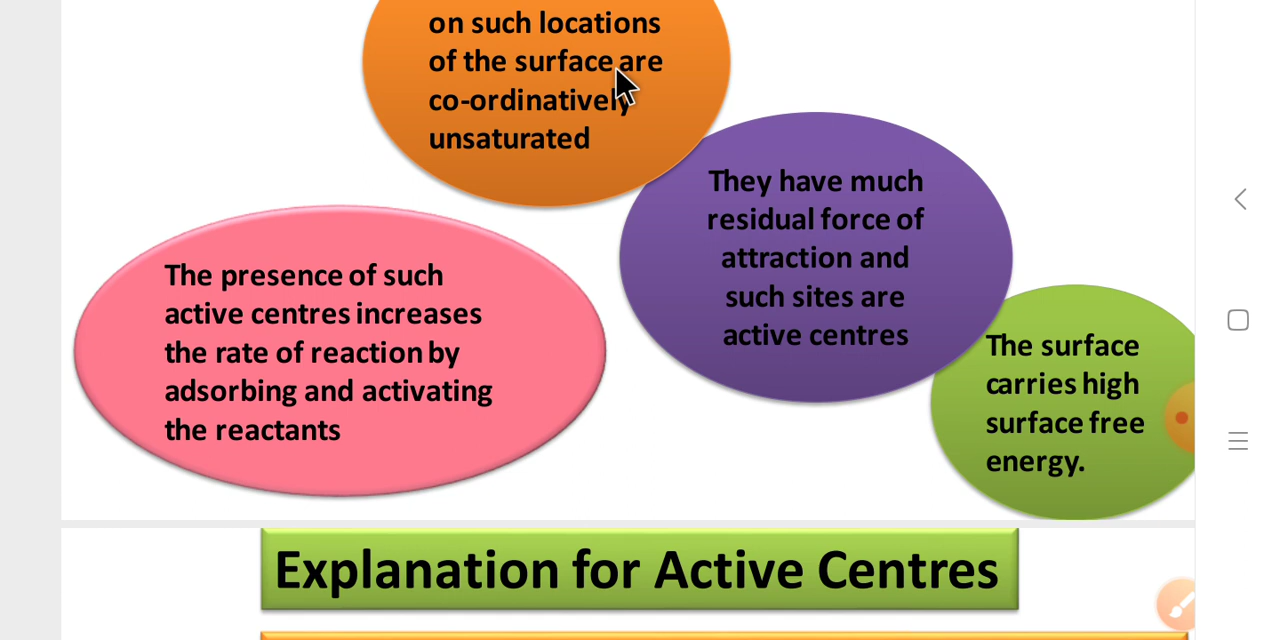 on such locations
of the surface are
co-ordinatively
unsaturated
They have much
residual force of
attraction and
such sites are
active centres
The presence of such
active centres increases
the rate of reaction by
adsorbing and activating
the reactants
The surface
carries high
surface free
energy.
Explanation for Active Centres